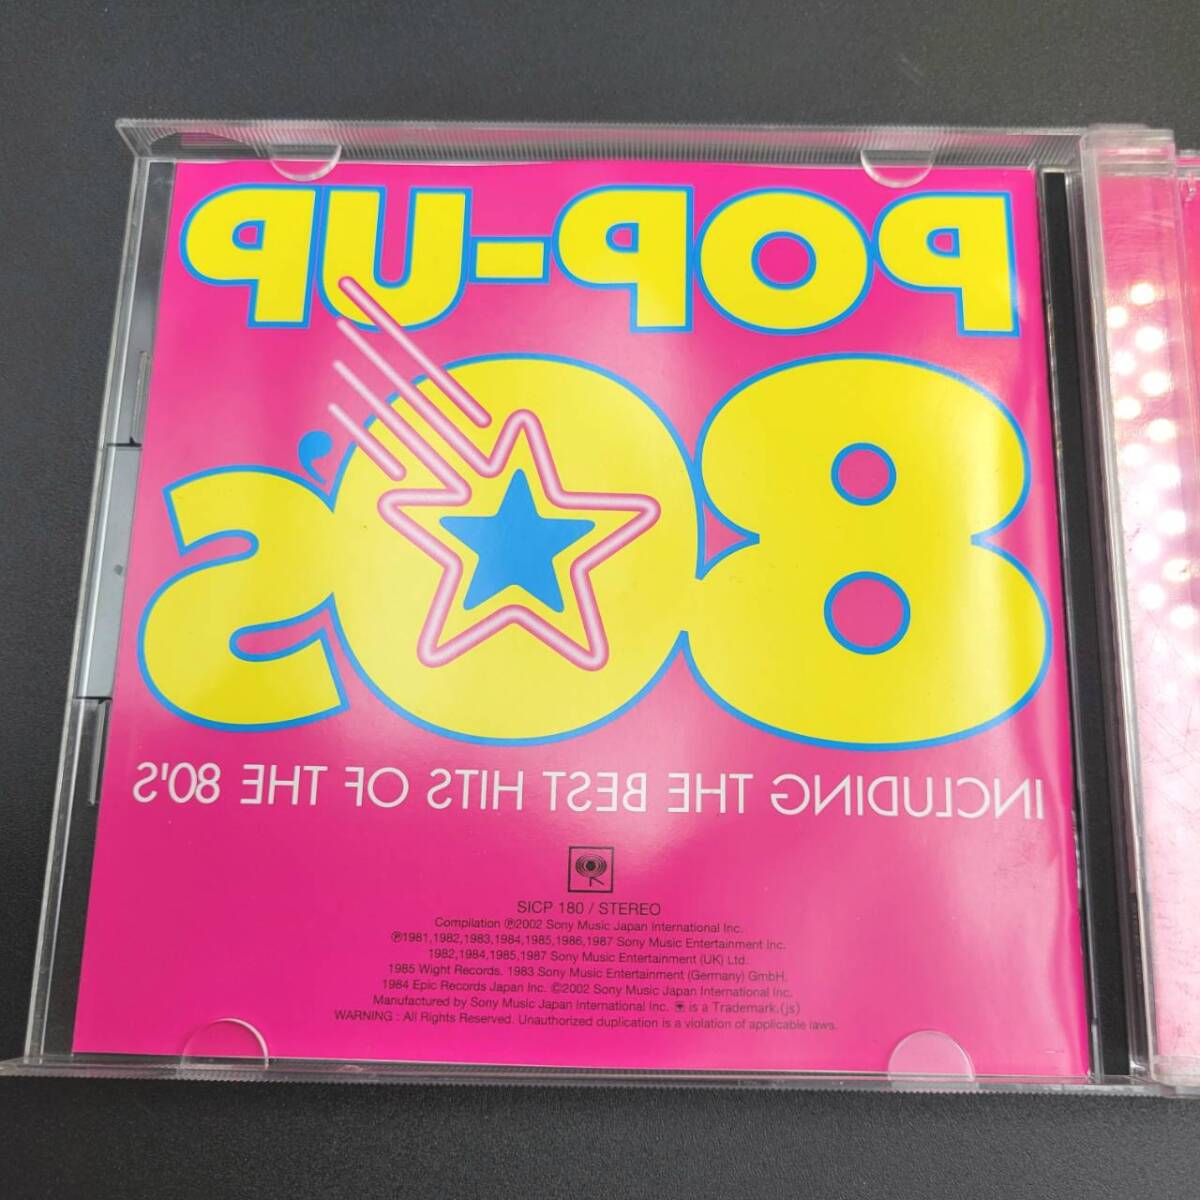 POP-UP
80's
INCLUDING THE BEST HITS OF THE 80'S
SICP 180 / STEREO
Compilation ℗2002 Sony Music Japan International Inc.
℗1981,1982,1983,1984,1985,1986,1987 Sony Music Entertainment Inc.
1982,1984,1985,1987 Sony Music Entertainment (UK) Ltd.
1985 Wight Records. 1983 Sony Music Entertainment (Germany) GmbH.
1984 Epic Records Japan Inc. ©2002 Sony Music Japan International Inc.
Manufactured by Sony Music Japan International Inc. is a Trademark.(js)
WARNING : All Rights Reserved. Unauthorized duplication is a violation of applicable laws.